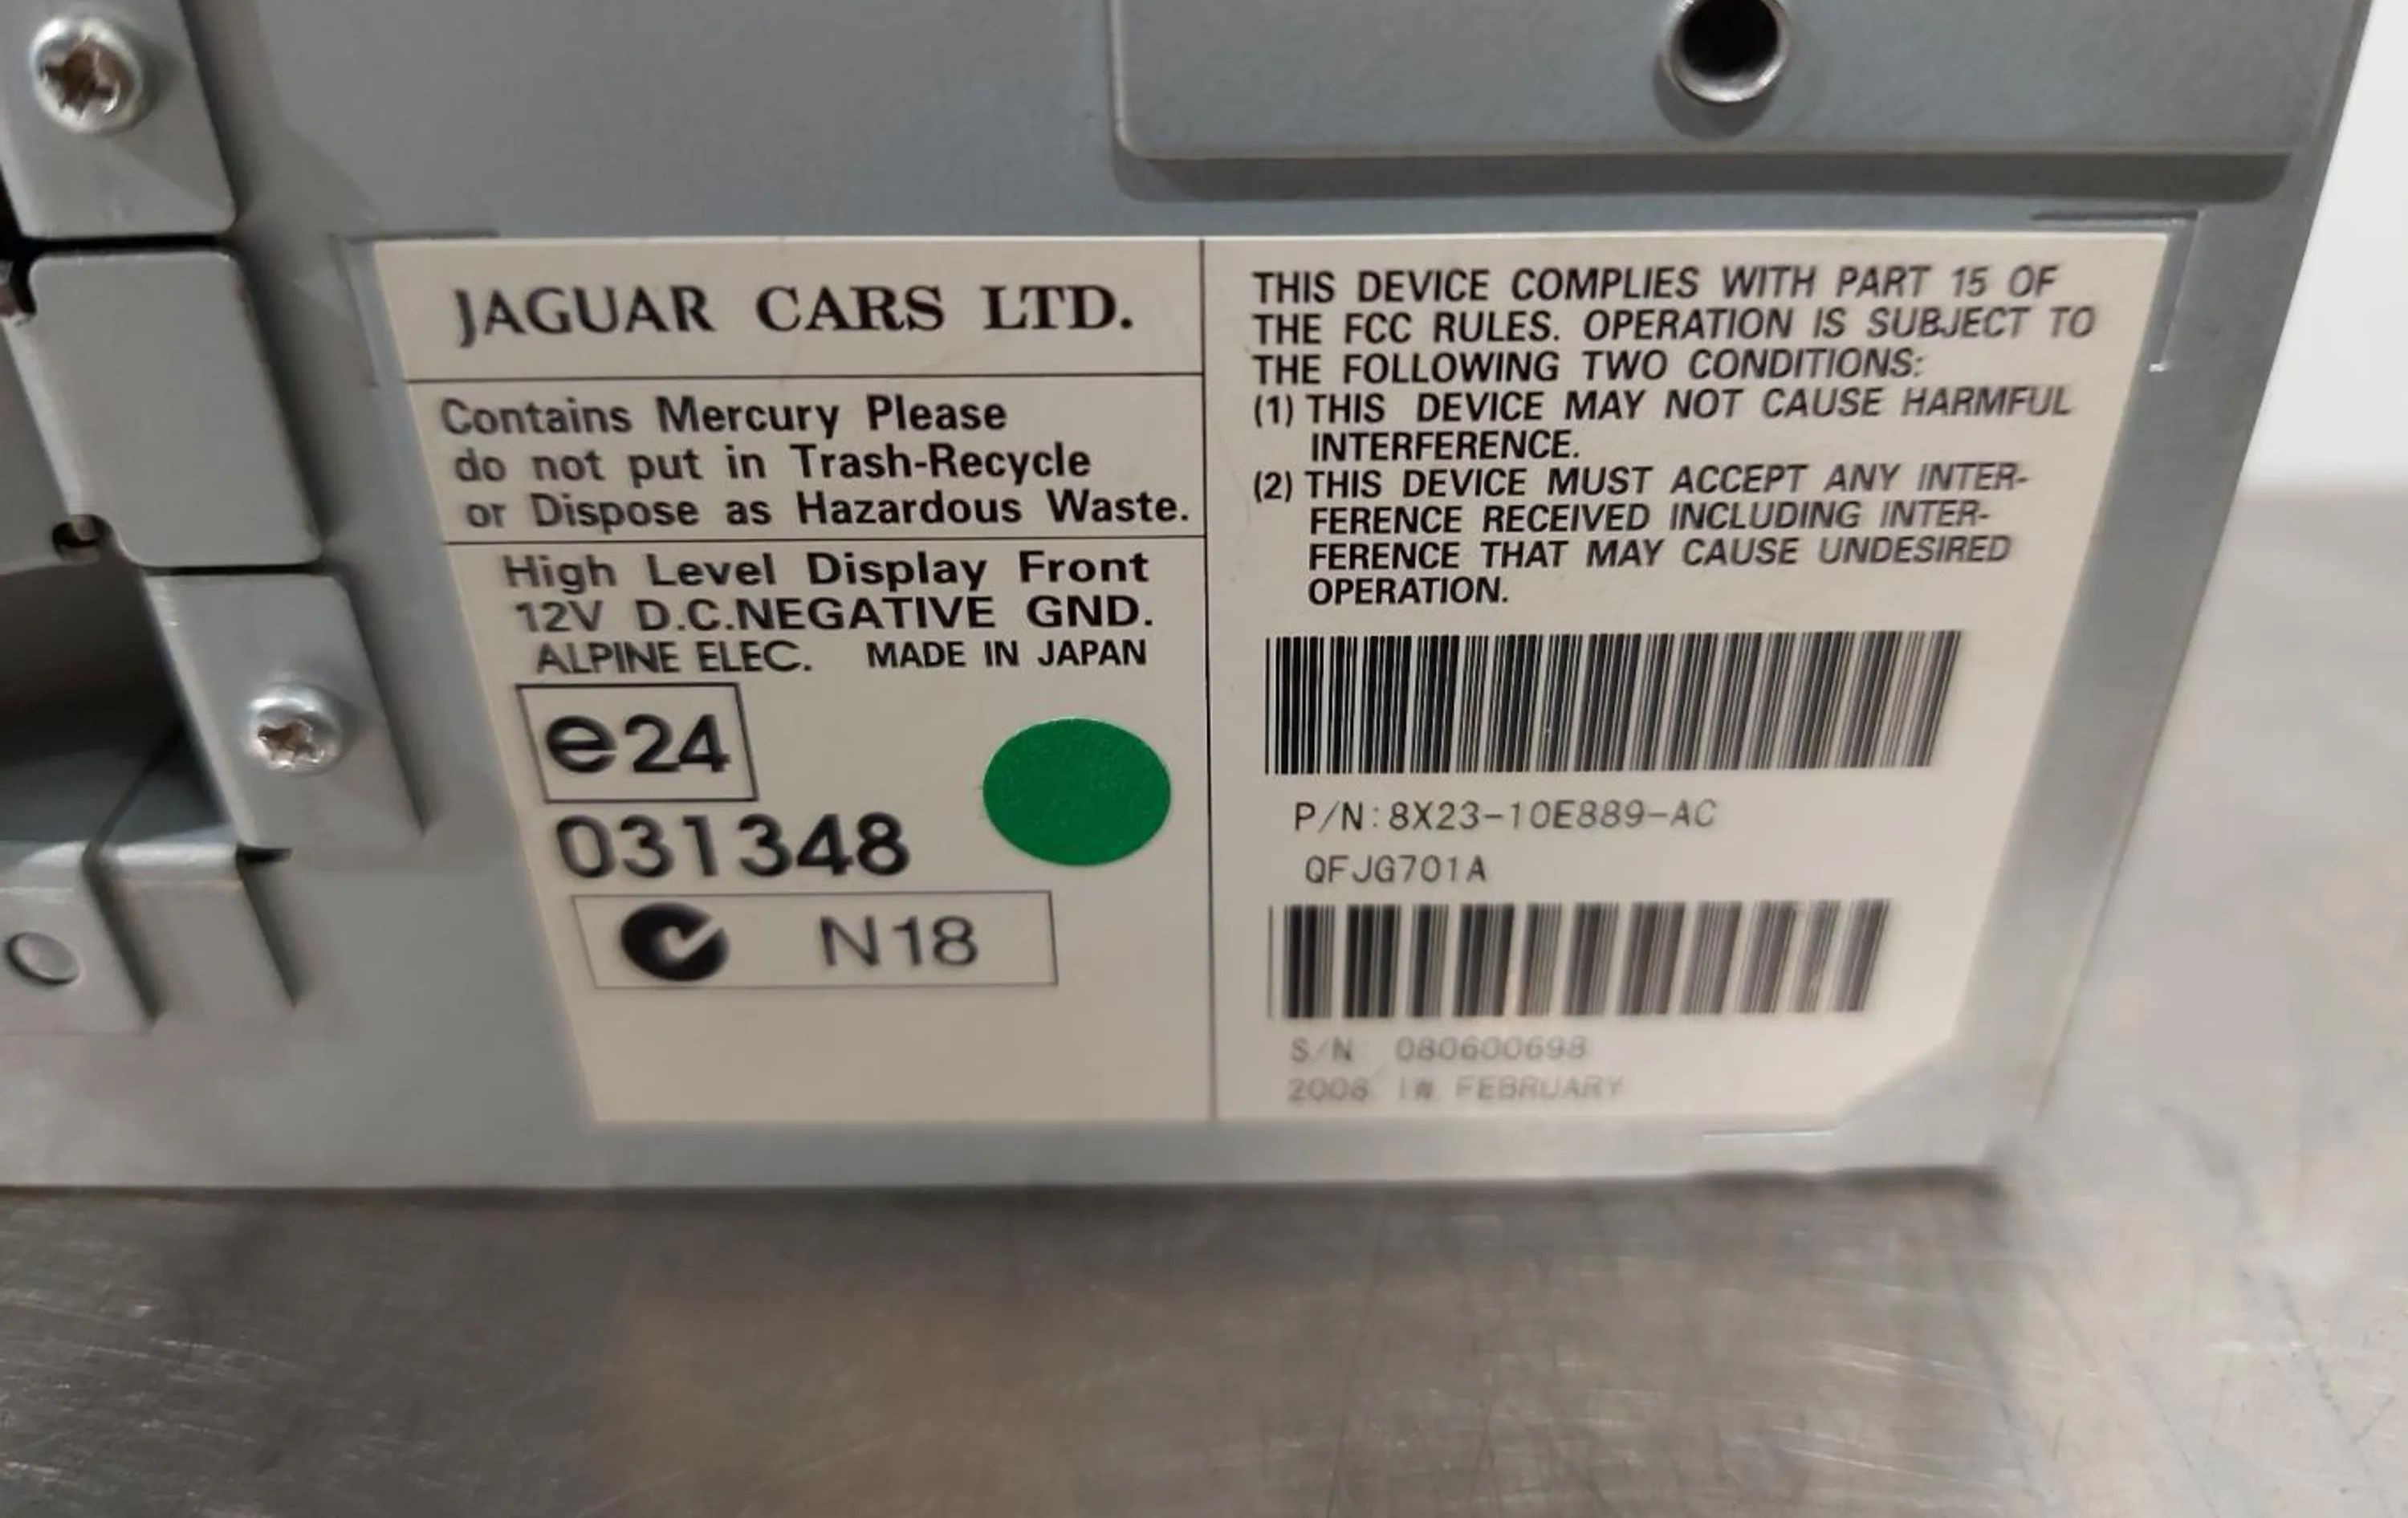 JAGUAR CARS LTD.
Contains Mercury Please
do not put in Trash-Recycle
or Dispose as Hazardous Waste.
High Level Display Front
12V D.C.NEGATIVE GND.
ALPINE ELEC. MADE IN JAPAN
e24
031348
N18
THIS DEVICE COMPLIES WITH PART 15 OF
THE FCC RULES. OPERATION IS SUBJECT TO
THE FOLLOWING TWO CONDITIONS:
(1) THIS DEVICE MAY NOT CAUSE HARMFUL
INTERFERENCE.
(2) THIS DEVICE MUST ACCEPT ANY INTER-
FERENCE RECEIVED INCLUDING INTER-
FERENCE THAT MAY CAUSE UNDESIRED
OPERATION.
P/N:8X23-10E889-AC
QFJG701A
S/N 080600698
2008 IN FEBRUARY